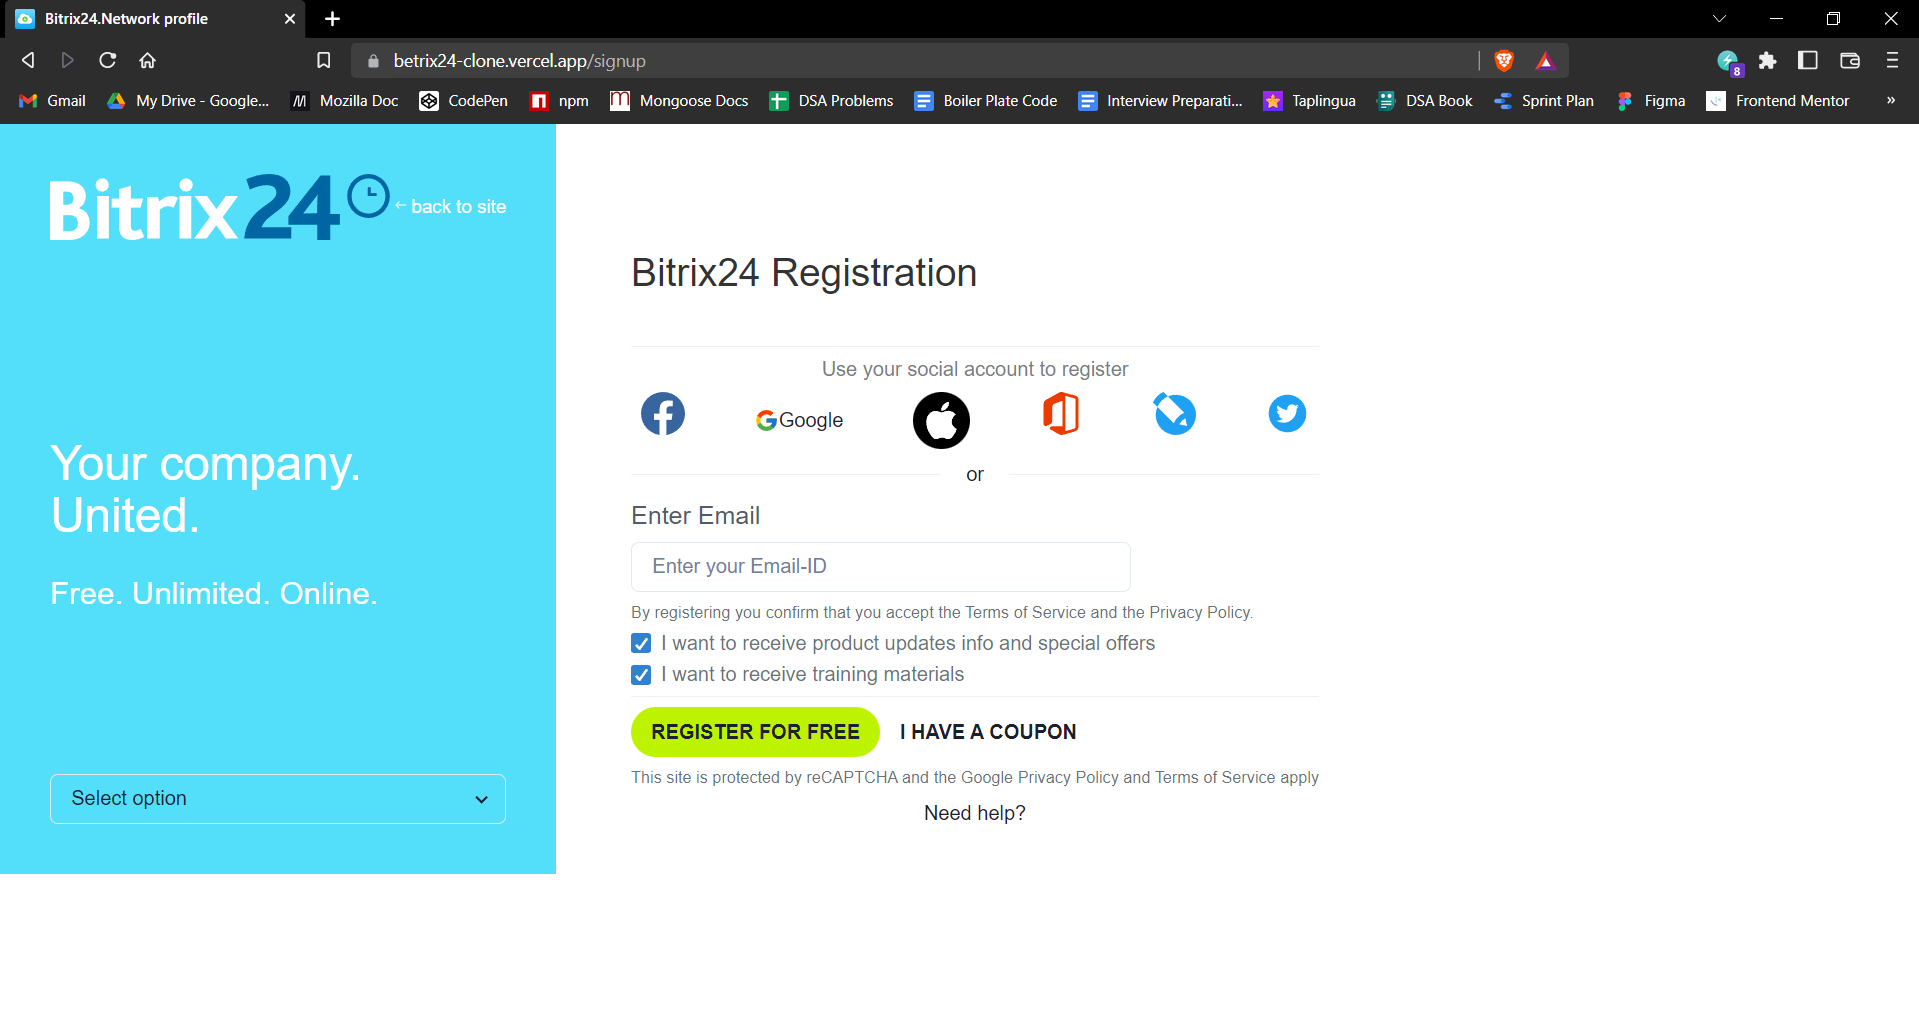 Bitrix24.Network profile
betrix24-clone.vercel.app/signup
8
Gmail
My Drive - Google...
Mozilla Doc
CodePen
npm
Mongoose Docs
DSA Problems
Boiler Plate Code
Interview Preparati...
Taplingua
DSA Book
Sprint Plan
Figma
Frontend Mentor
»
Bitrix24
← back to site
Your company.
United.
Free. Unlimited. Online.
Select option
Bitrix24 Registration
Use your social account to register
Google
or
Enter Email
Enter your Email-ID
By registering you confirm that you accept the Terms of Service and the Privacy Policy.
I want to receive product updates info and special offers
I want to receive training materials
REGISTER FOR FREE
I HAVE A COUPON
This site is protected by reCAPTCHA and the Google Privacy Policy and Terms of Service apply
Need help?